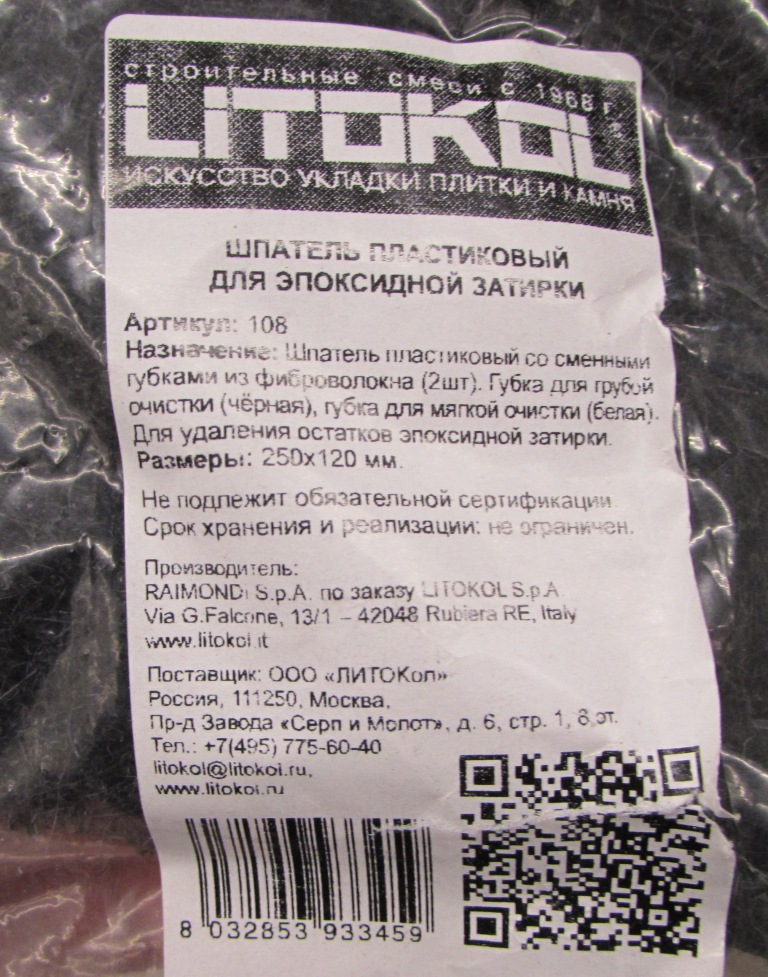 строительные смеси с 1968 г.
LITOKOL®
ИСКУССТВО УКЛАДКИ ПЛИТКИ И КАМНЯ
ШПАТЕЛЬ ПЛАСТИКОВЫЙ
ДЛЯ ЭПОКСИДНОЙ ЗАТИРКИ
Артикул: 108
Назначение: Шпатель пластиковый со сменными
губками из фиброволокна (2шт). Губка для грубой
очистки (чёрная), губка для мягкой очистки (белая).
Для удаления остатков эпоксидной затирки.
Размеры: 250х120 мм.
Не подлежит обязательной сертификации.
Срок хранения и реализации: не ограничен.
Производитель:
RAIMONDI S.p.A. по заказу LITOKOL S.p.A.
Via G.Falcone, 13/1 – 42048 Rubiera RE, Italy
www.litokol.it
Поставщик: ООО «ЛИТОКол»
Россия, 111250, Москва,
Пр-д Завода «Серп и Молот», д. 6, стр. 1, 8 эт.
Тел.: +7(495) 775-60-40
litokol@litokol.ru,
www.litokol.ru
8 032853 933459